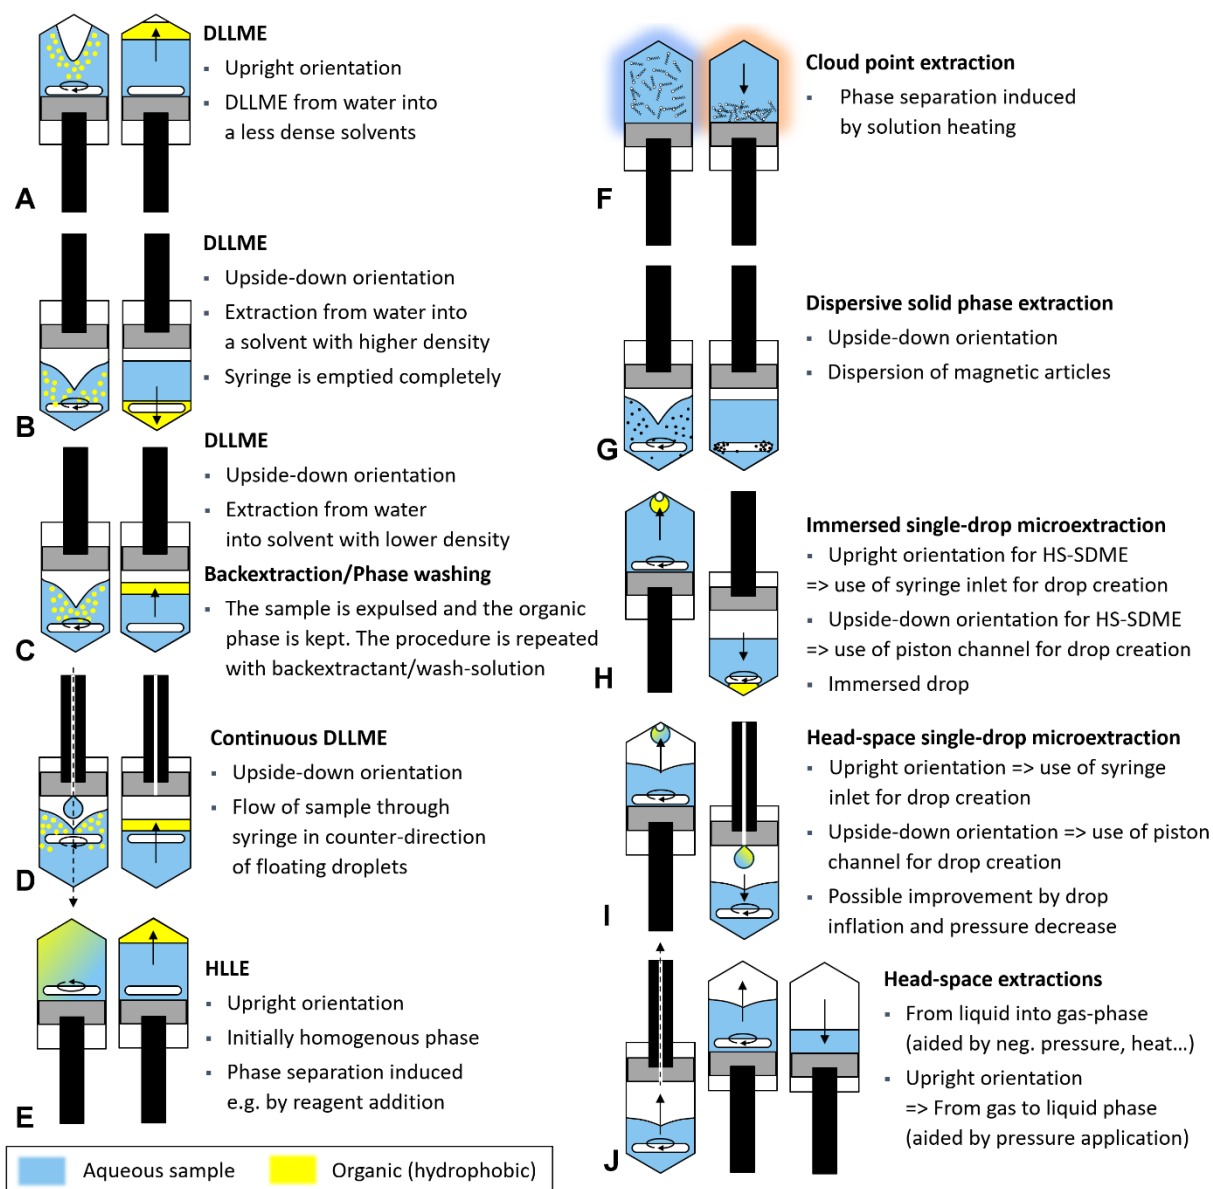 DLLME
▪ Upright orientation
▪ DLLME from water into
a less dense solvents
A
DLLME
▪ Upside-down orientation
▪ Extraction from water into
a solvent with higher density
▪ Syringe is emptied completely
B
DLLME
▪ Upside-down orientation
▪ Extraction from water
into solvent with lower density
Backextraction/Phase washing
▪ The sample is expulsed and the organic
phase is kept. The procedure is repeated
with backextractant/wash-solution
C
Continuous DLLME
▪ Upside-down orientation
▪ Flow of sample through
syringe in counter-direction
of floating droplets
D
HLLE
▪ Upright orientation
▪ Initially homogenous phase
▪ Phase separation induced
e.g. by reagent addition
E
Aqueous sample
Organic (hydrophobic)
Cloud point extraction
▪ Phase separation induced
by solution heating
F
Dispersive solid phase extraction
▪ Upside-down orientation
▪ Dispersion of magnetic articles
G
Immersed single-drop microextraction
▪ Upright orientation for HS-SDME
=> use of syringe inlet for drop creation
▪ Upside-down orientation for HS-SDME
=> use of piston channel for drop creation
▪ Immersed drop
H
Head-space single-drop microextraction
▪ Upright orientation => use of syringe
inlet for drop creation
▪ Upside-down orientation => use of piston
channel for drop creation
▪ Possible improvement by drop
inflation and pressure decrease
I
Head-space extractions
▪ From liquid into gas-phase
(aided by neg. pressure, heat...)
▪ Upright orientation
=> From gas to liquid phase
(aided by pressure application)
J